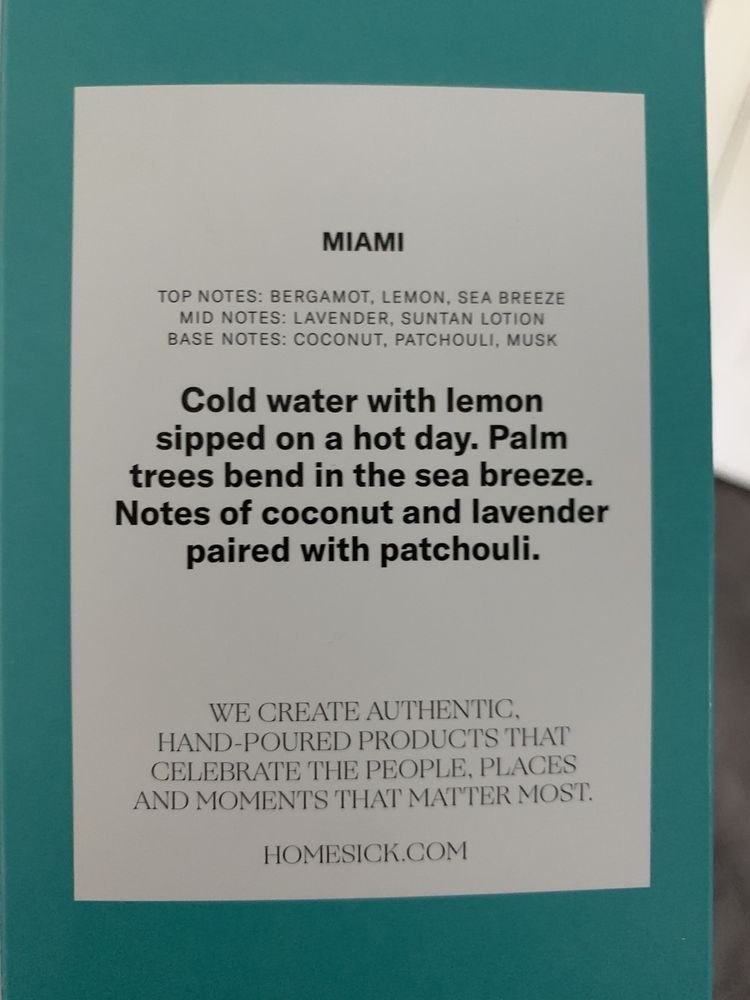 MIAMI
TOP NOTES: BERGAMOT, LEMON, SEA BREEZE
MID NOTES: LAVENDER, SUNTAN LOTION
BASE NOTES: COCONUT, PATCHOULI, MUSK
Cold water with lemon
sipped on a hot day. Palm
trees bend in the sea breeze.
Notes of coconut and lavender
paired with patchouli.
WE CREATE AUTHENTIC,
HAND-POURED PRODUCTS THAT
CELEBRATE THE PEOPLE, PLACES
AND MOMENTS THAT MATTER MOST.
HOMESICK.COM